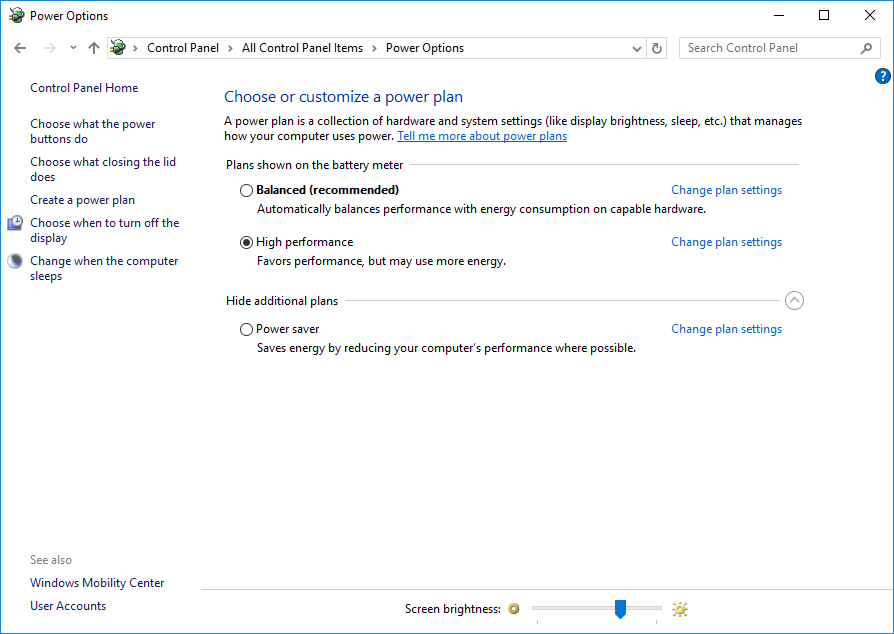 Power Options
Control Panel > All Control Panel Items > Power Options
Search Control Panel
?
Control Panel Home
Choose what the power
buttons do
Choose what closing the lid
does
Create a power plan
Choose when to turn off the
display
Change when the computer
sleeps
Choose or customize a power plan
A power plan is a collection of hardware and system settings (like display brightness, sleep, etc.) that manages
how your computer uses power. Tell me more about power plans
Plans shown on the battery meter
Balanced (recommended) Change plan settings
Automatically balances performance with energy consumption on capable hardware.
High performance Change plan settings
Favors performance, but may use more energy.
Hide additional plans
Power saver Change plan settings
Saves energy by reducing your computer's performance where possible.
See also
Windows Mobility Center
User Accounts
Screen brightness: